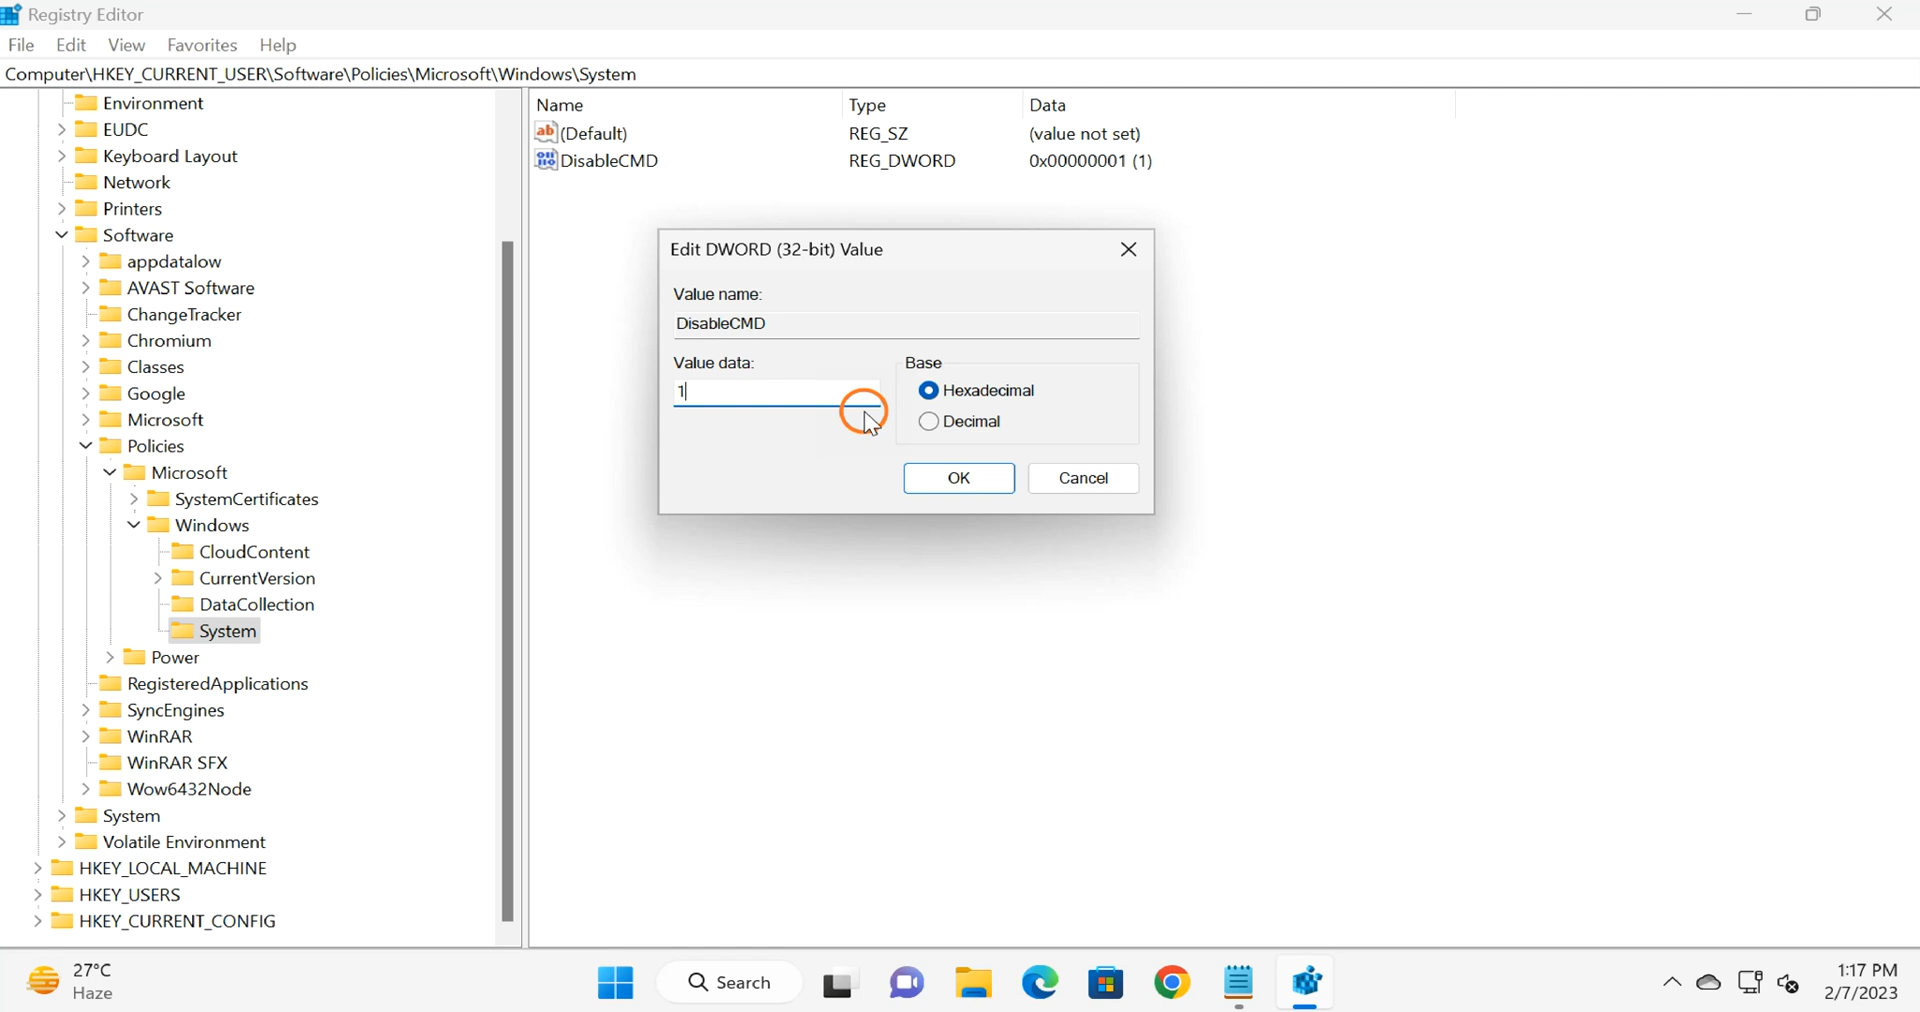 Registry Editor
File Edit View Favorites Help
Computer\HKEY_CURRENT_USER\Software\Policies\Microsoft\Windows\System
Environment
EUDC
Keyboard Layout
Network
Printers
Software
appdatalow
AVAST Software
ChangeTracker
Chromium
Classes
Google
Microsoft
Policies
Microsoft
SystemCertificates
Windows
CloudContent
CurrentVersion
DataCollection
System
Power
RegisteredApplications
SyncEngines
WinRAR
WinRAR SFX
Wow6432Node
System
Volatile Environment
HKEY_LOCAL_MACHINE
HKEY_USERS
HKEY_CURRENT_CONFIG
Name Type Data
ab (Default) REG_SZ (value not set)
DisableCMD REG_DWORD 0x00000001 (1)
Edit DWORD (32-bit) Value
Value name:
DisableCMD
Value data: Base
1 Hexadecimal
Decimal
OK Cancel
27°C
Haze
Search
1:17 PM
2/7/2023